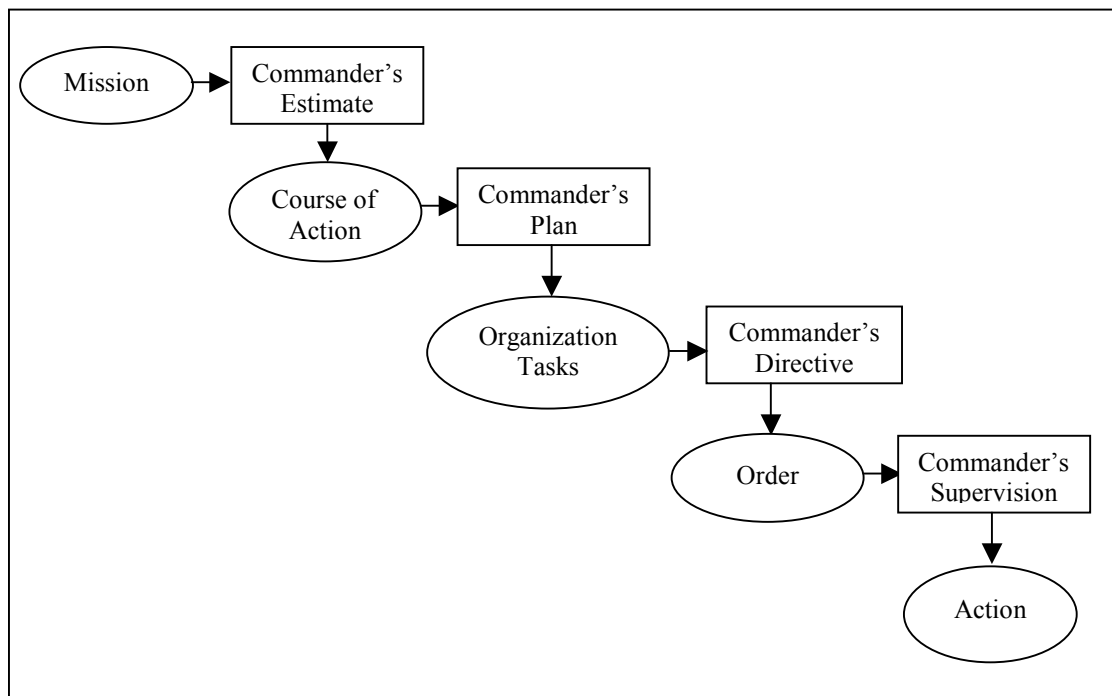 Mission
Commander’s
Estimate
Course of
Action
Commander’s
Plan
Organization
Tasks
Commander’s
Directive
Order
Commander’s
Supervision
Action